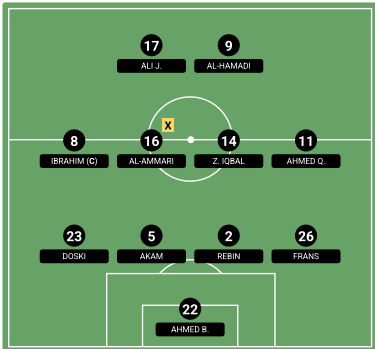 17 9
ALI J. AL-HAMADI
X
8 16 14 11
IBRAHIM (C) AL-AMMARI Z. IQBAL AHMED Q.
23 5 2 26
DOSKI AKAM REBIN FRANS
22
AHMED B.